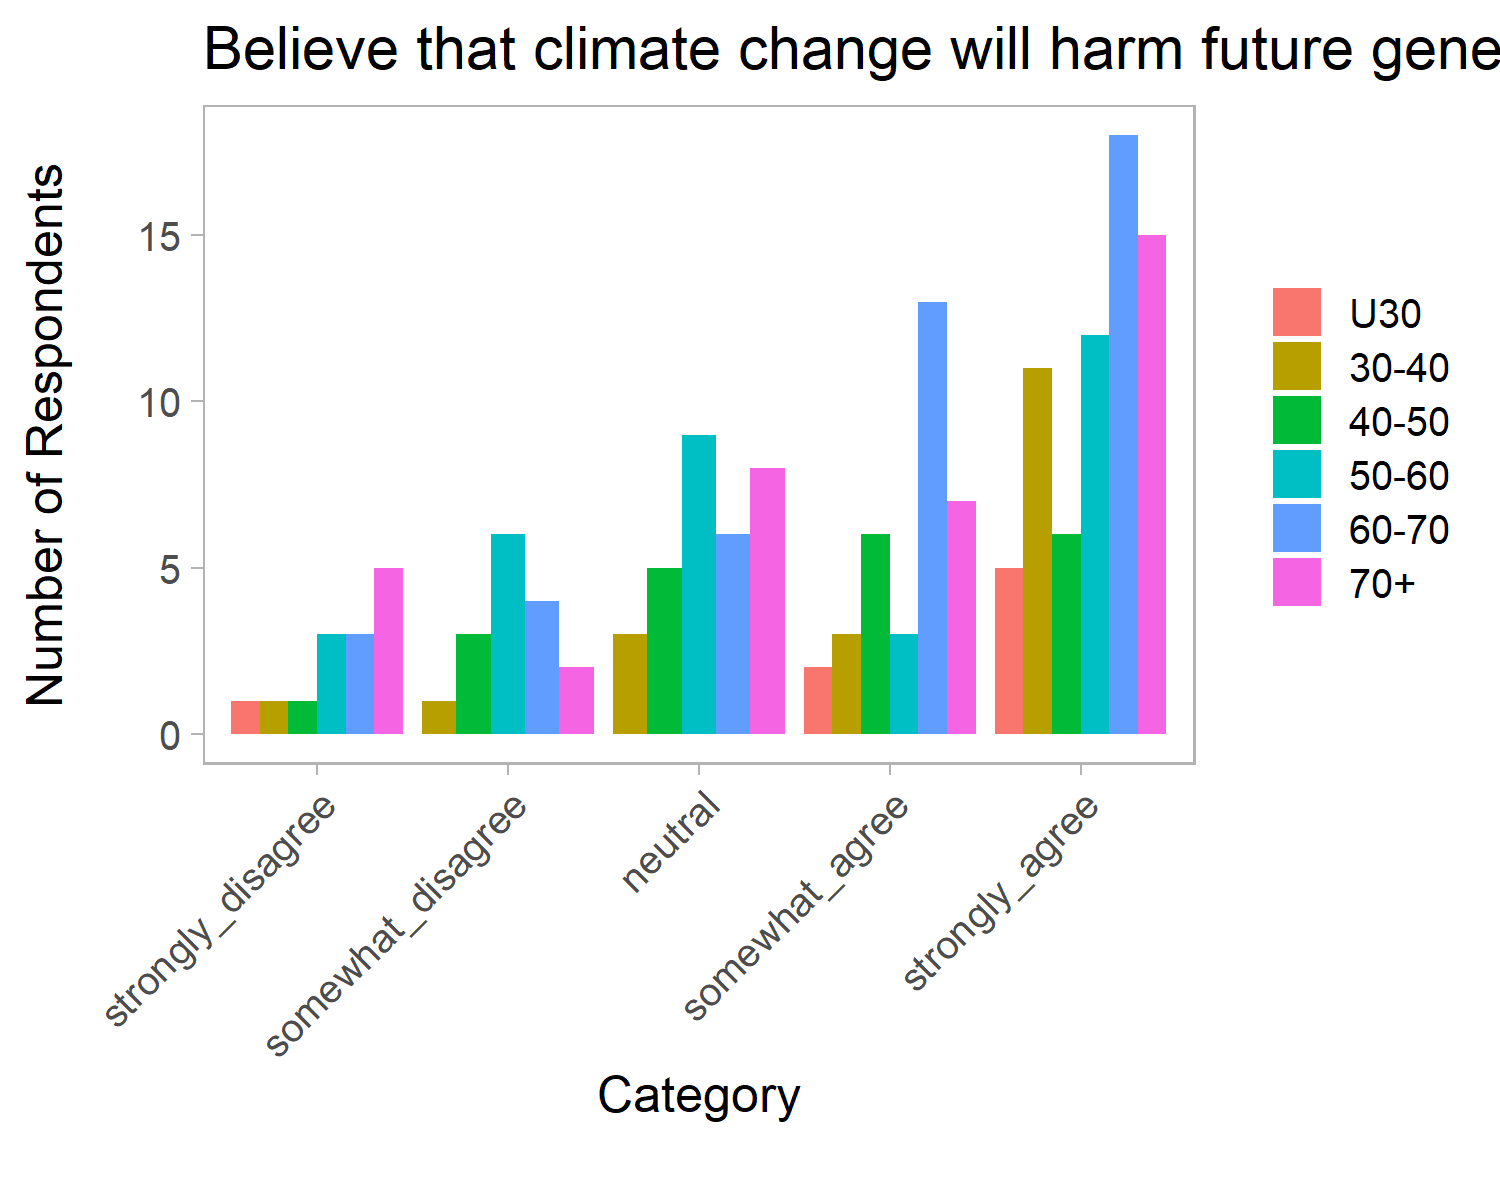 Believe that climate change will harm future gene
Number of Respondents
15
10
5
0
strongly_disagree
somewhat_disagree
neutral
somewhat_agree
strongly_agree
Category
U30
30-40
40-50
50-60
60-70
70+